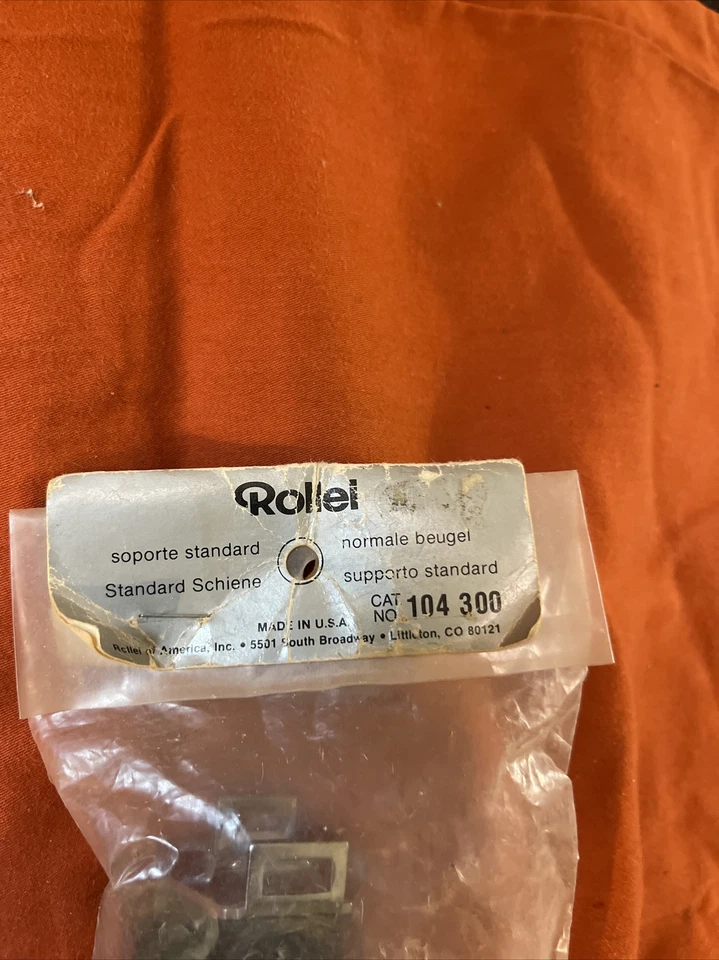 Rollei
soporte standard
Standard Schiene
normale beugel
supporto standard
CAT. NO. 104 300
MADE IN U.S.A.
Rollei of America, Inc. • 5501 South Broadway • Littleton, CO 80121